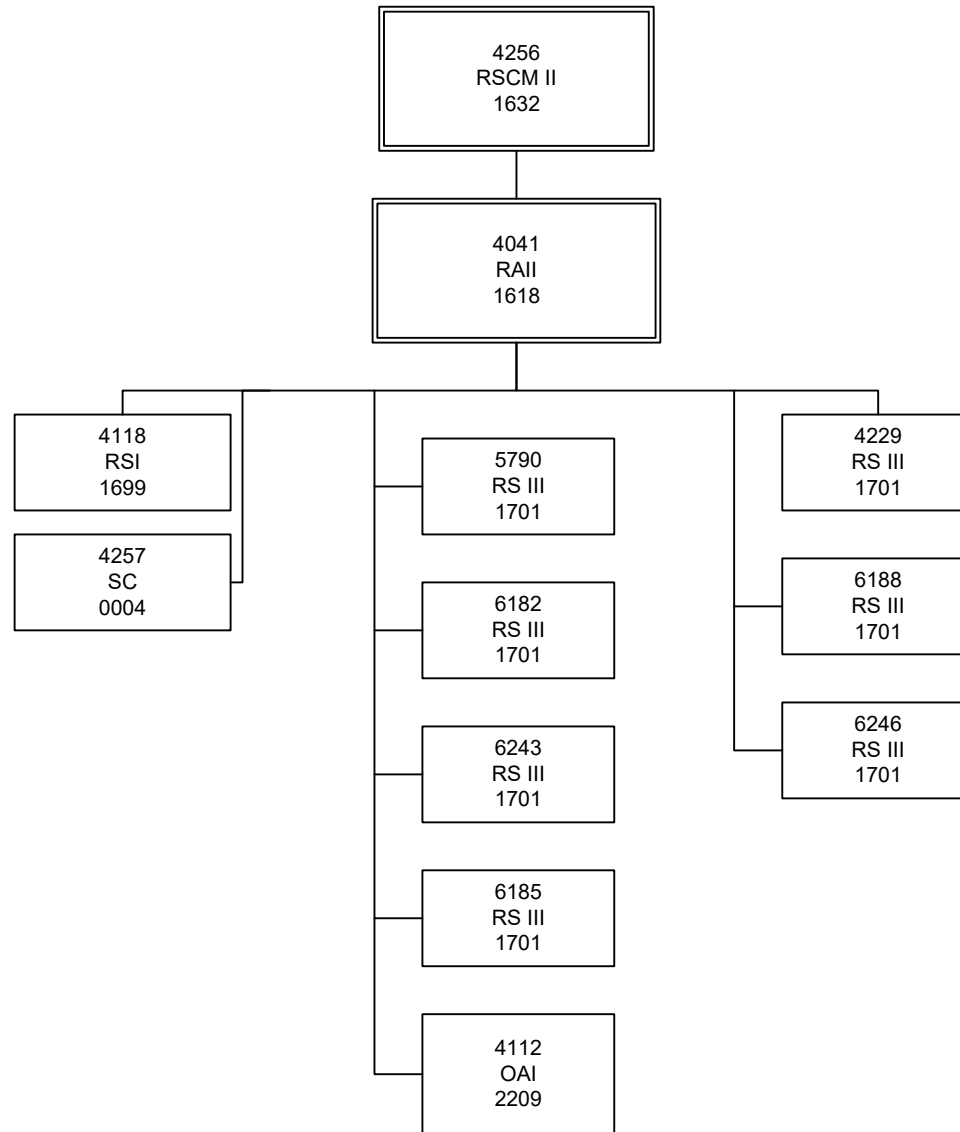 4256
RSCM II
1632
4041
RAII
1618
4118
RSI
1699
4257
SC
0004
5790
RS III
1701
6182
RS III
1701
6243
RS III
1701
6185
RS III
1701
4112
OAI
2209
4229
RS III
1701
6188
RS III
1701
6246
RS III
1701